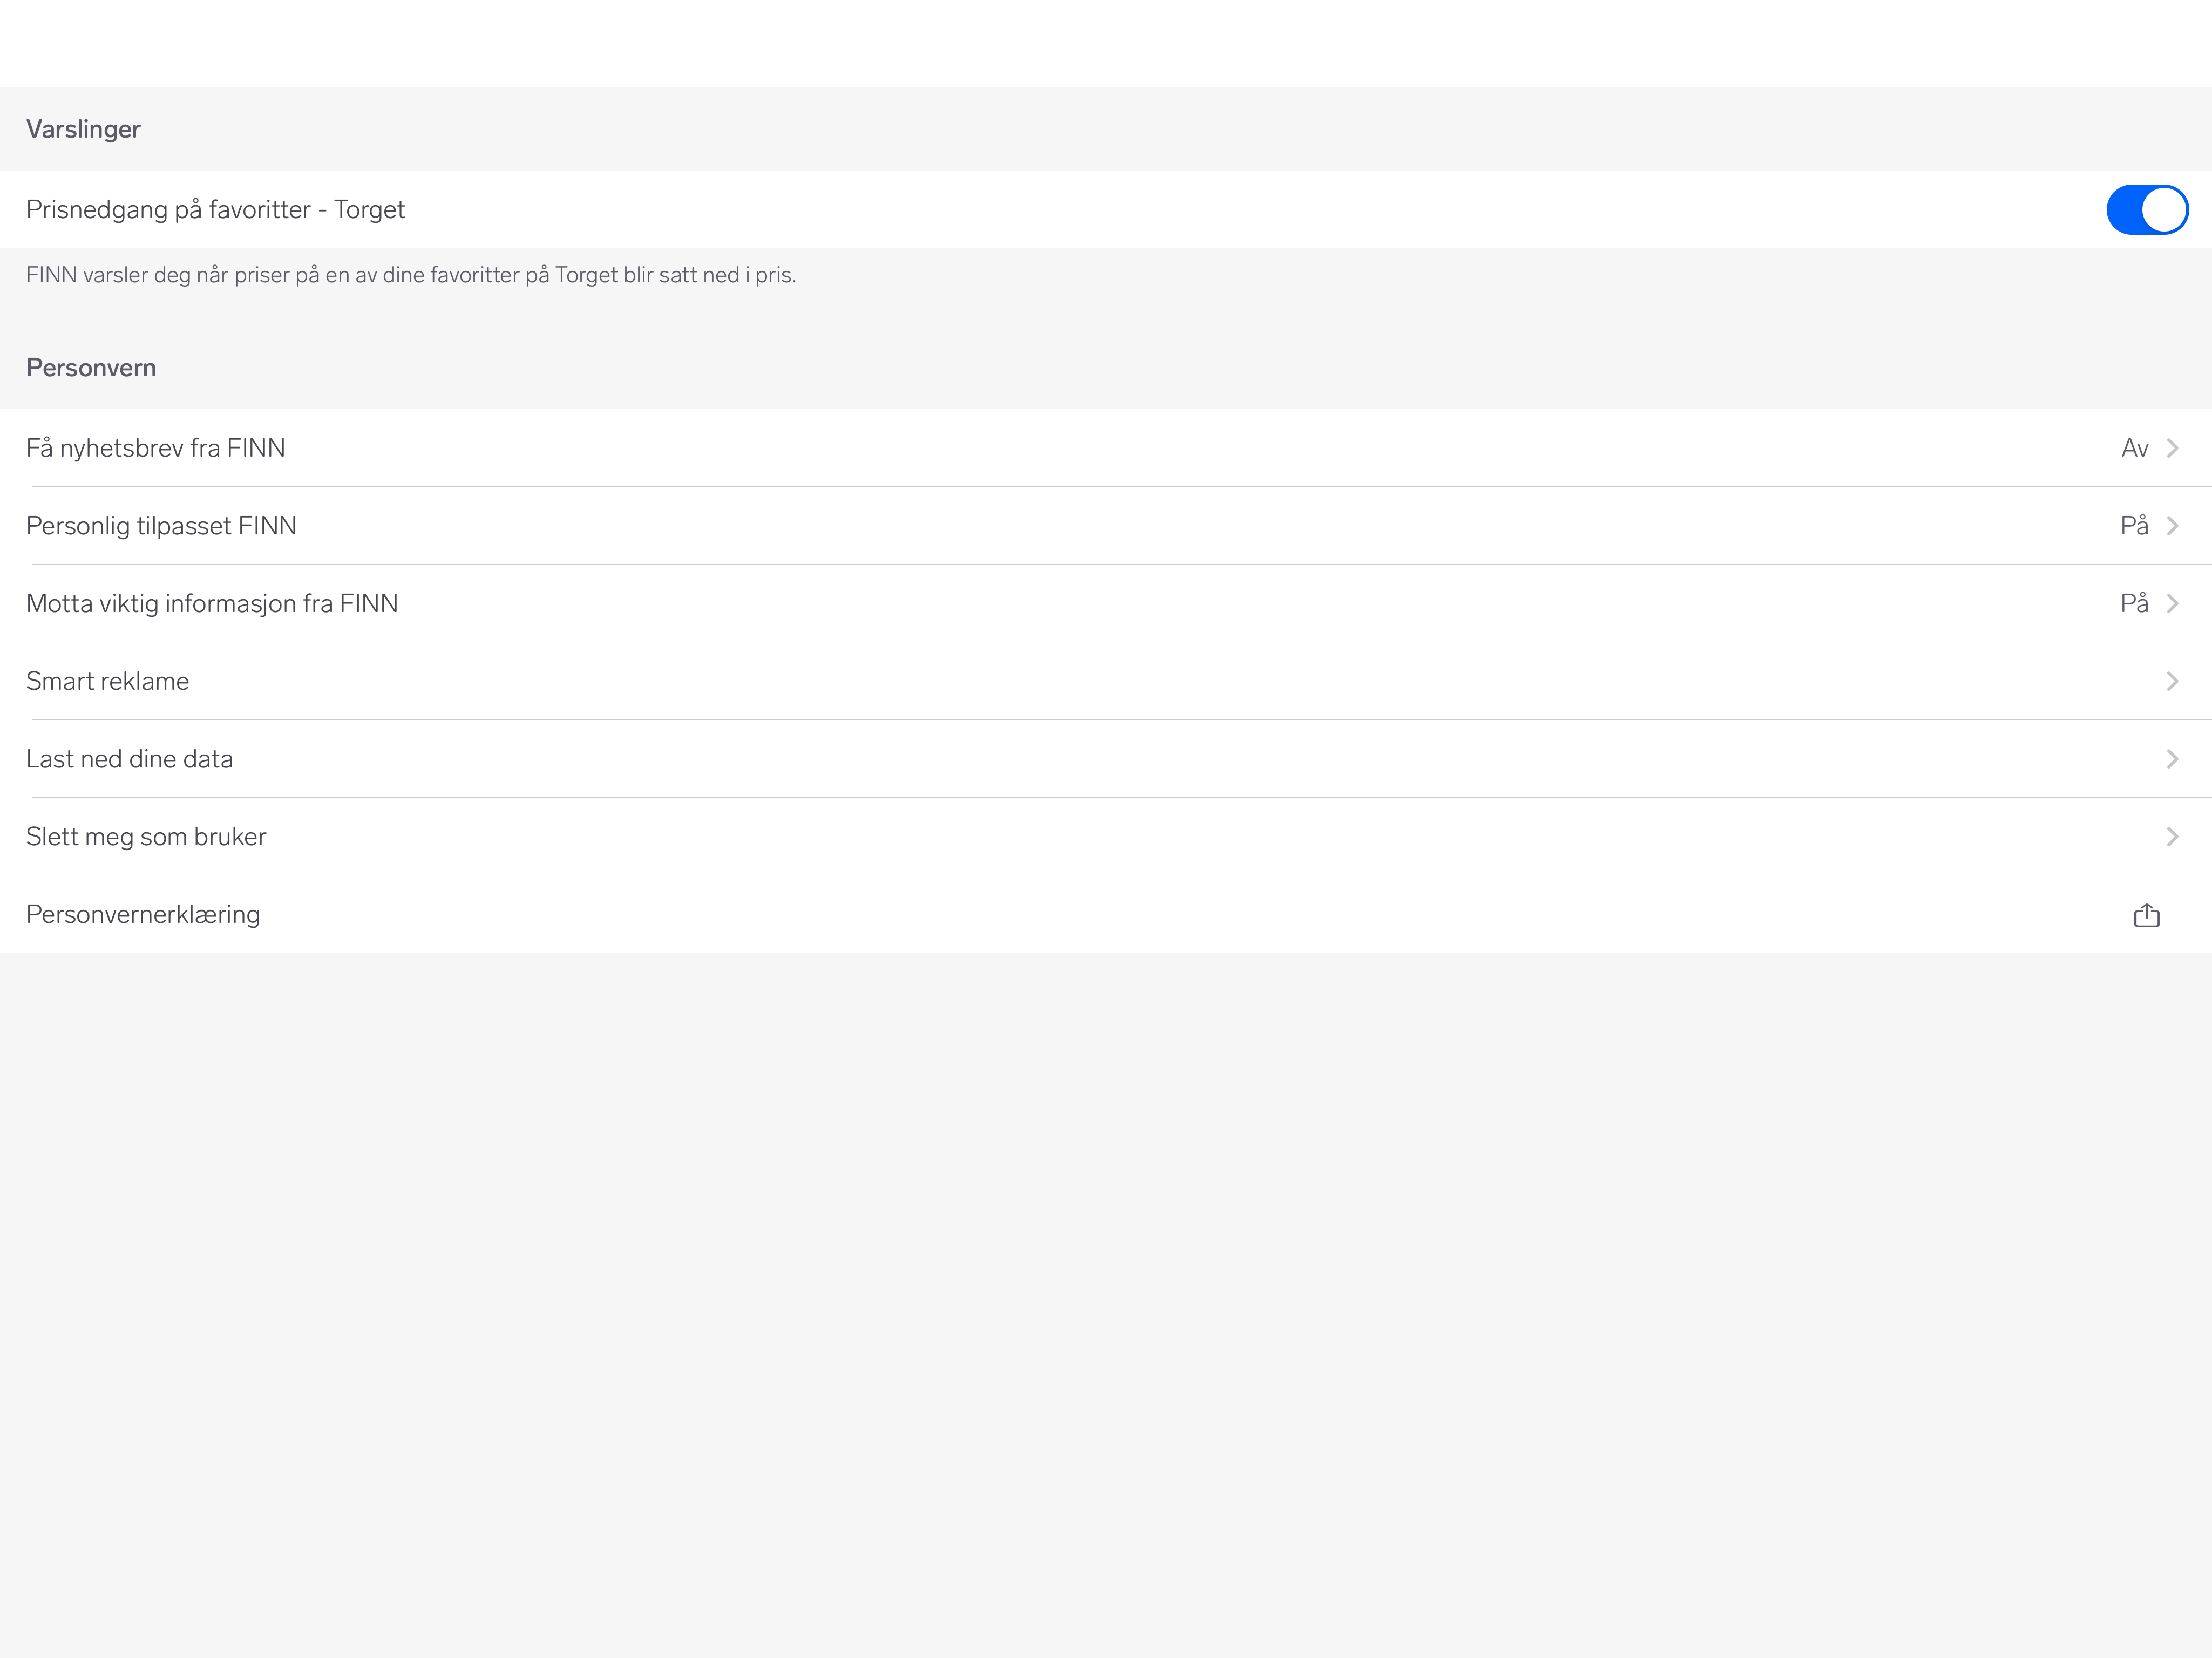 Varslinger
Prisnedgang på favoritter - Torget
FINN varsler deg når priser på en av dine favoritter på Torget blir satt ned i pris.
Personvern
Få nyhetsbrev fra FINN Av
Personlig tilpasset FINN På
Motta viktig informasjon fra FINN På
Smart reklame
Last ned dine data
Slett meg som bruker
Personvernerklæring